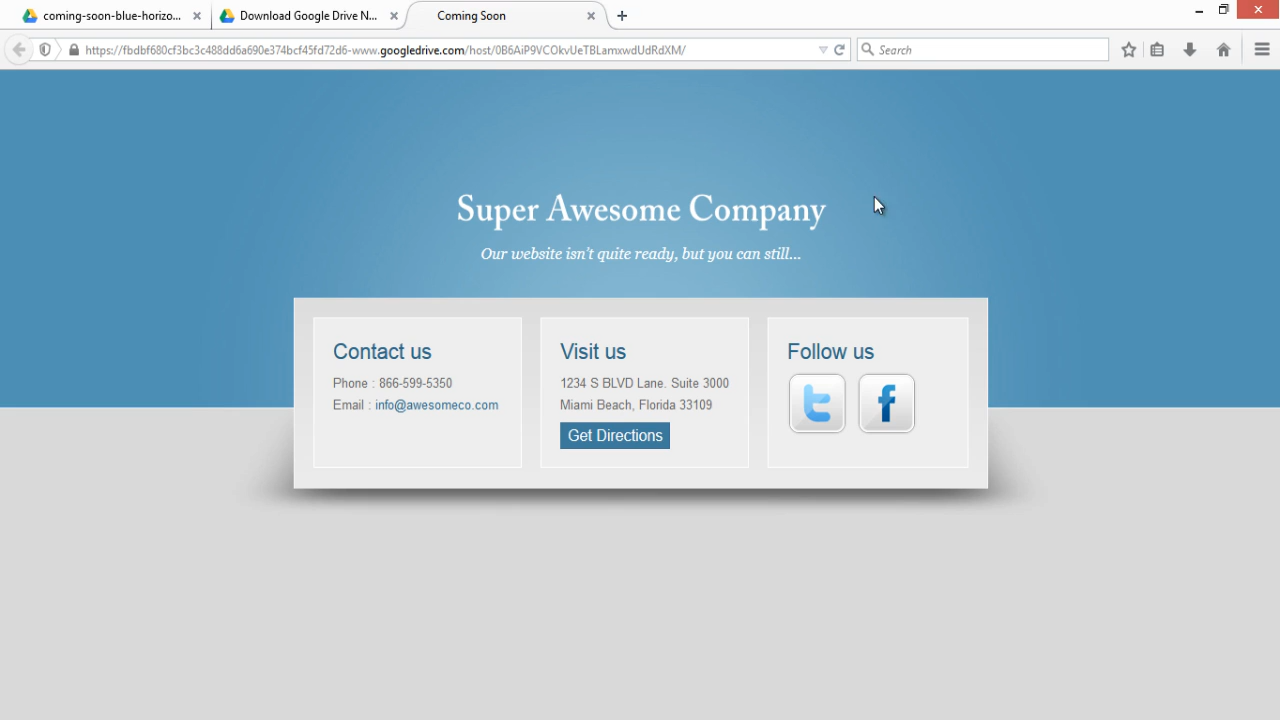 coming-soon-blue-horizo...
Download Google Drive N...
Coming Soon
https://fbdbf680cf3bc3c488dd6a690e374bcf45fd72d6-www.googledrive.com/host/0B6AiP9VCOkvUeTBLamxwdUdRdXM/
Search
Super Awesome Company
Our website isn't quite ready, but you can still...
Contact us
Phone : 866-599-5350
Email : info@awesomeco.com
Visit us
1234 S BLVD Lane. Suite 3000
Miami Beach, Florida 33109
Get Directions
Follow us